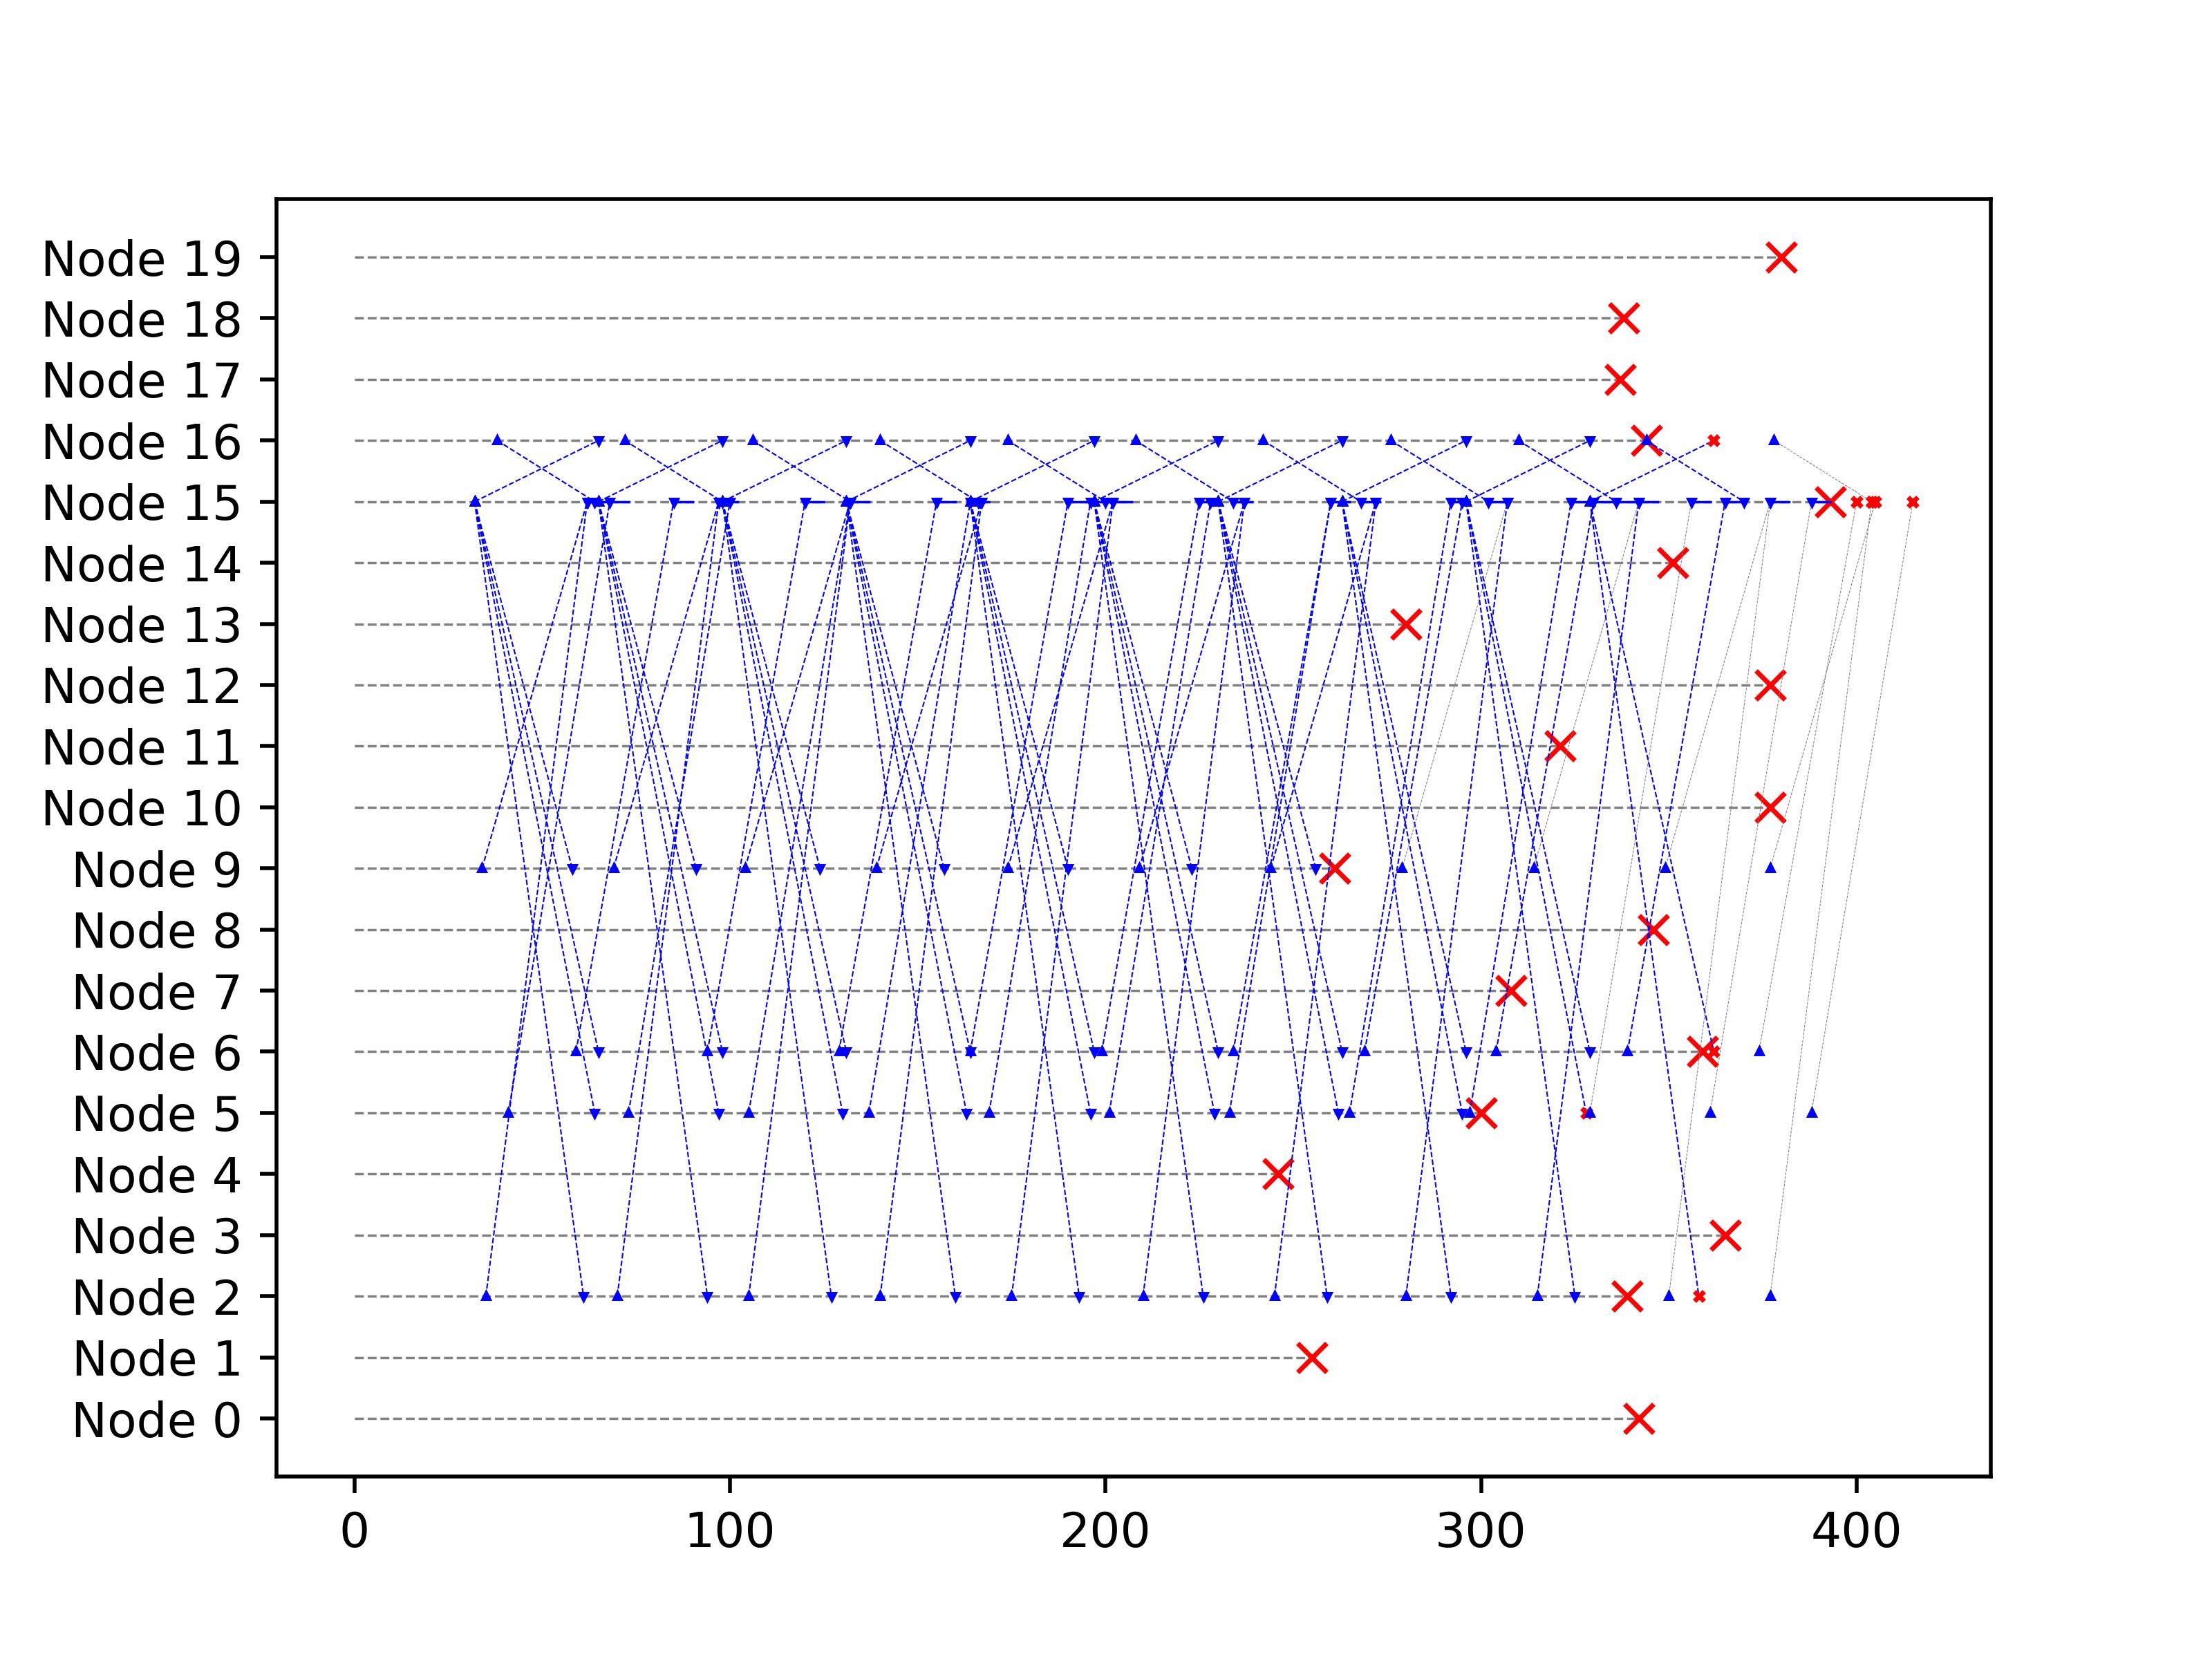 Node 19
Node 18
Node 17
Node 16
Node 15
Node 14
Node 13
Node 12
Node 11
Node 10
Node 9
Node 8
Node 7
Node 6
Node 5
Node 4
Node 3
Node 2
Node 1
Node 0
0 100 200 300 400